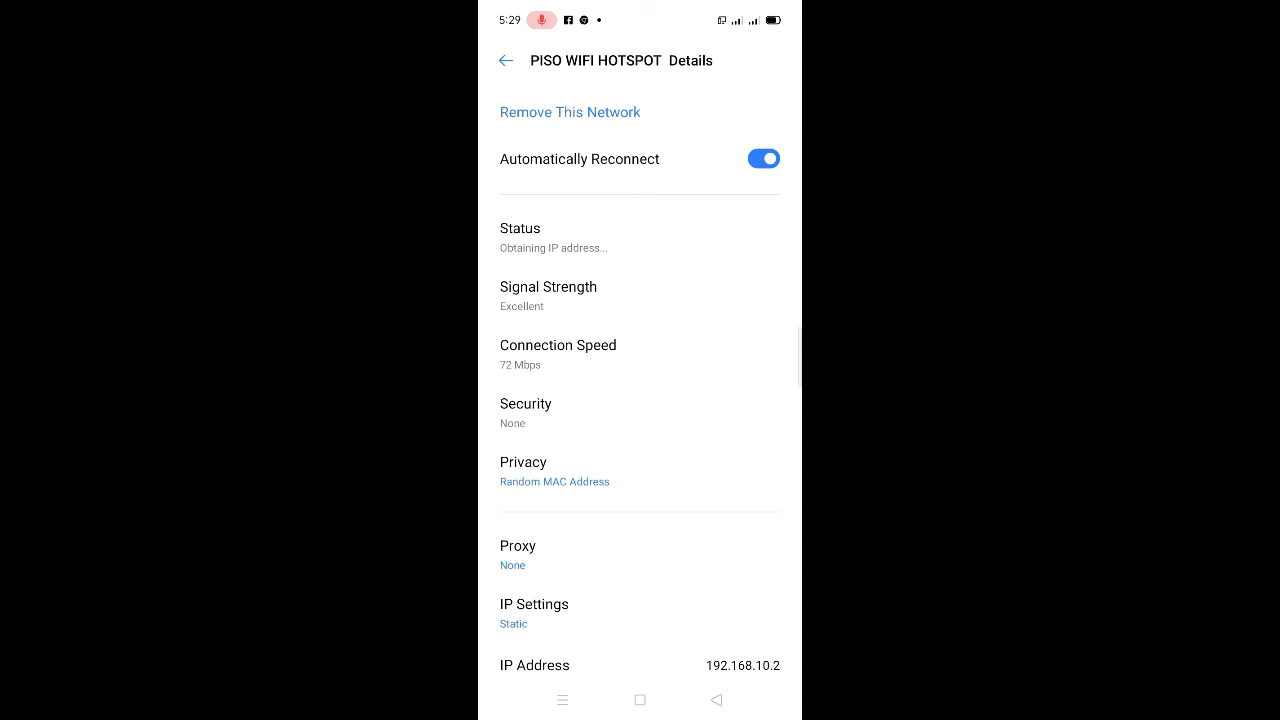 5:29
PISO WIFI HOTSPOT Details
Remove This Network
Automatically Reconnect
Status
Obtaining IP address...
Signal Strength
Excellent
Connection Speed
72 Mbps
Security
None
Privacy
Random MAC Address
Proxy
None
IP Settings
Static
IP Address 192.168.10.2